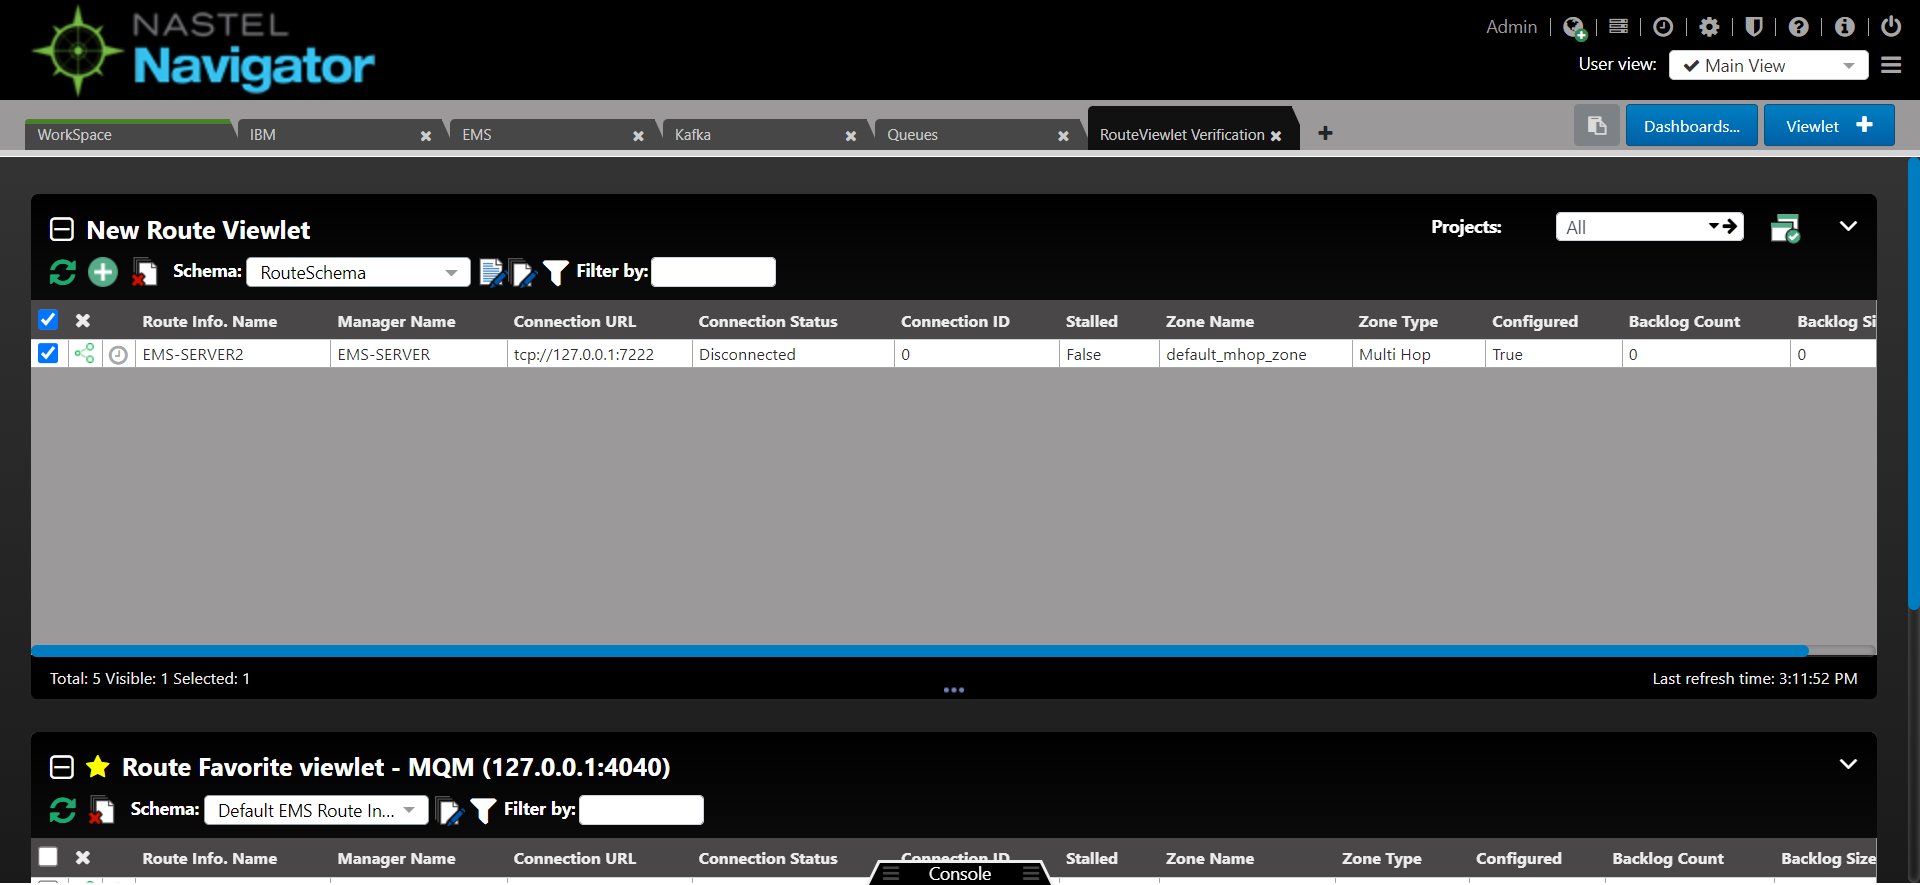 NASTEL
Navigator
Admin
User view: Main View
WorkSpace IBM EMS Kafka Queues RouteViewlet Verification
Dashboards... Viewlet
New Route Viewlet
Projects: All
Schema: RouteSchema Filter by:
Route Info. Name Manager Name Connection URL Connection Status Connection ID Stalled Zone Name Zone Type Configured Backlog Count Backlog Si
EMS-SERVER2 EMS-SERVER tcp://127.0.0.1:7222 Disconnected 0 False default_mhop_zone Multi Hop True 0 0
Total: 5 Visible: 1 Selected: 1
Last refresh time: 3:11:52 PM
Route Favorite viewlet - MQM (127.0.0.1:4040)
Schema: Default EMS Route In... Filter by:
Route Info. Name Manager Name Connection URL Connection Status Connection ID Stalled Zone Name Zone Type Configured Backlog Count Backlog Size
Console